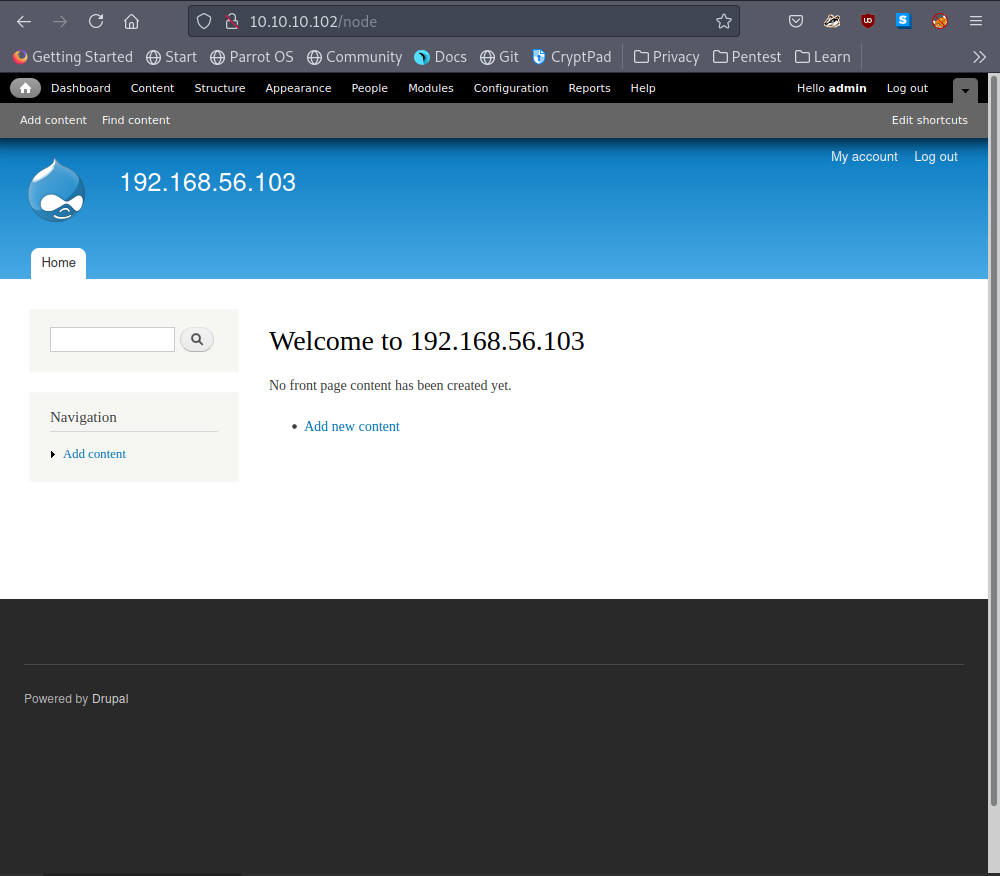 10.10.10.102/node
Getting Started Start Parrot OS Community Docs Git CryptPad Privacy Pentest Learn
Dashboard Content Structure Appearance People Modules Configuration Reports Help Hello admin Log out
Add content Find content Edit shortcuts
My account Log out
192.168.56.103
Home
Welcome to 192.168.56.103
No front page content has been created yet.
Add new content
Navigation
Add content
Powered by Drupal